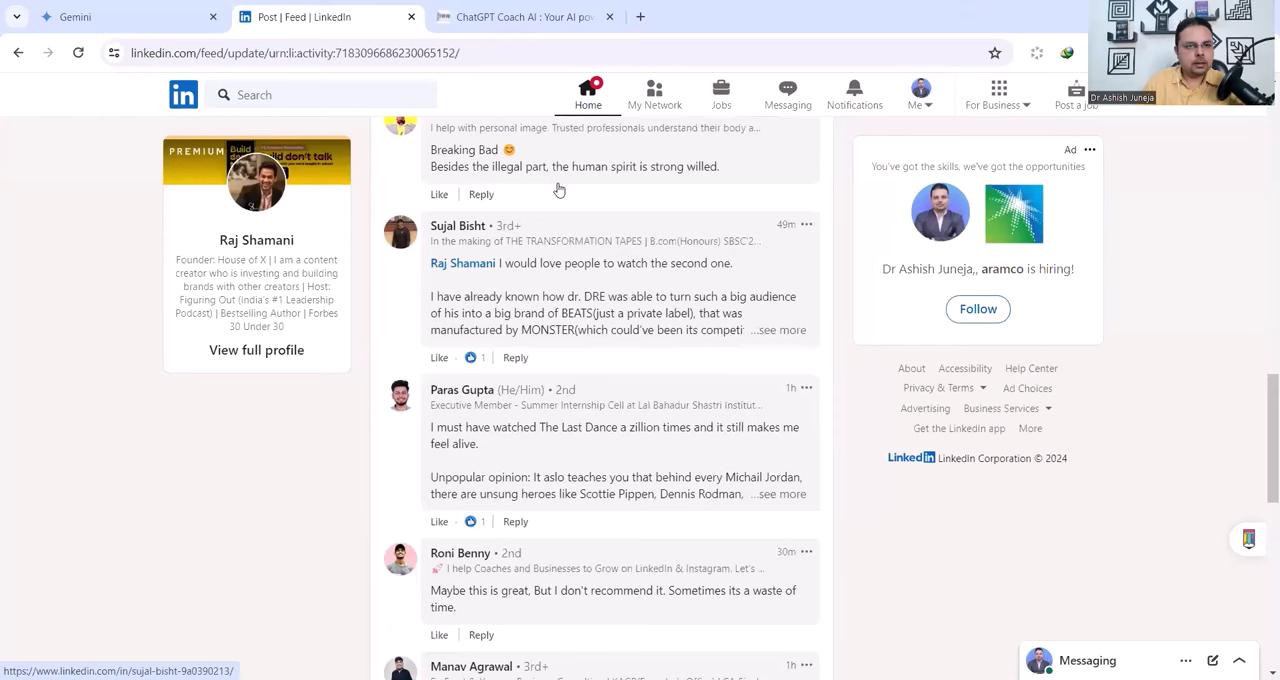 Gemini
Post | Feed | LinkedIn
ChatGPT Coach AI : Your AI pow
linkedin.com/feed/update/urn:li:activity:7183096686230065152/
Search
Home
My Network
Jobs
Messaging
Notifications
Me
For Business
Post a job
Dr Ashish Juneja
PREMIUM
Build
don't talk
Raj Shamani
Founder: House of X | I am a content
creator who is investing and building
brands with other creators | Host:
Figuring Out (India's #1 Leadership
Podcast) | Bestselling Author | Forbes
30 Under 30
View full profile
I help with personal image. Trusted professionals understand their body a...
Breaking Bad 😊
Besides the illegal part, the human spirit is strong willed.
Like
Reply
Sujal Bisht • 3rd+
49m
In the making of THE TRANSFORMATION TAPES | B.com(Honours) SBSC'2...
Raj Shamani I would love people to watch the second one.
I have already known how dr. DRE was able to turn such a big audience
of his into a big brand of BEATS(just a private label), that was
manufactured by MONSTER(which could've been its competi ...see more
Like · 1
Reply
Paras Gupta (He/Him) • 2nd
1h
Executive Member - Summer Internship Cell at Lal Bahadur Shastri Institut...
I must have watched The Last Dance a zillion times and it still makes me
feel alive.
Unpopular opinion: It aslo teaches you that behind every Michail Jordan,
there are unsung heroes like Scottie Pippen, Dennis Rodman, ...see more
Like · 1
Reply
Roni Benny • 2nd
30m
🚀 I help Coaches and Businesses to Grow on LinkedIn & Instagram. Let's ...
Maybe this is great, But I don't recommend it. Sometimes its a waste of
time.
Like
Reply
Manav Agrawal • 3rd+
1h
Ad
You've got the skills, we've got the opportunities
Dr Ashish Juneja,, aramco is hiring!
Follow
About
Accessibility
Help Center
Privacy & Terms
Ad Choices
Advertising
Business Services
Get the LinkedIn app
More
LinkedIn LinkedIn Corporation © 2024
Messaging
https://www.linkedin.com/in/sujal-bisht-9a0390213/